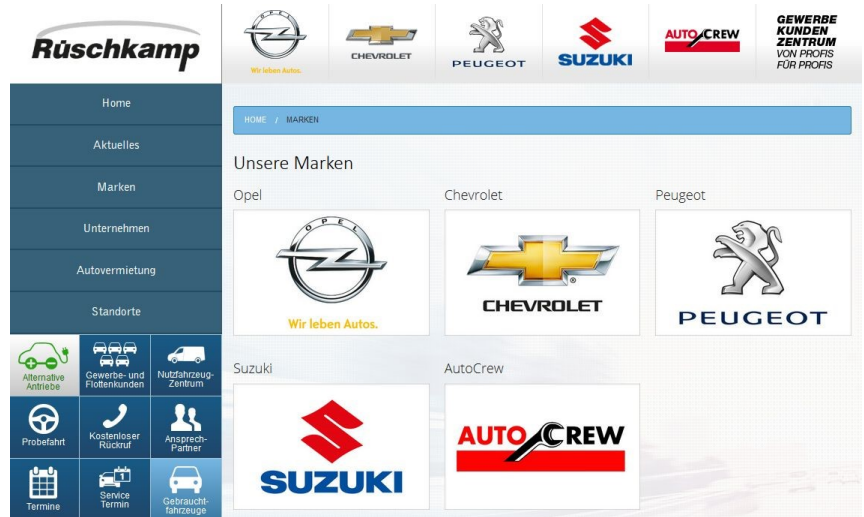 Rüschkamp
OPEL
Wir leben Autos.
CHEVROLET
PEUGEOT
SUZUKI
AUTO CREW
GEWERBE
KUNDEN
ZENTRUM
VON PROFIS
FÜR PROFIS
Home
Aktuelles
Marken
Unternehmen
Autovermietung
Standorte
Alternative
Antriebe
Gewerbe- und
Flottenkunden
Nutzfahrzeug-
Zentrum
Probefahrt
Kostenloser
Rückruf
Ansprech-
Partner
Termine
1
Service
Termin
Gebraucht-
fahrzeuge
HOME / MARKEN
Unsere Marken
Opel
Chevrolet
Peugeot
OPEL
Wir leben Autos.
CHEVROLET
PEUGEOT
Suzuki
AutoCrew
SUZUKI
AUTO CREW